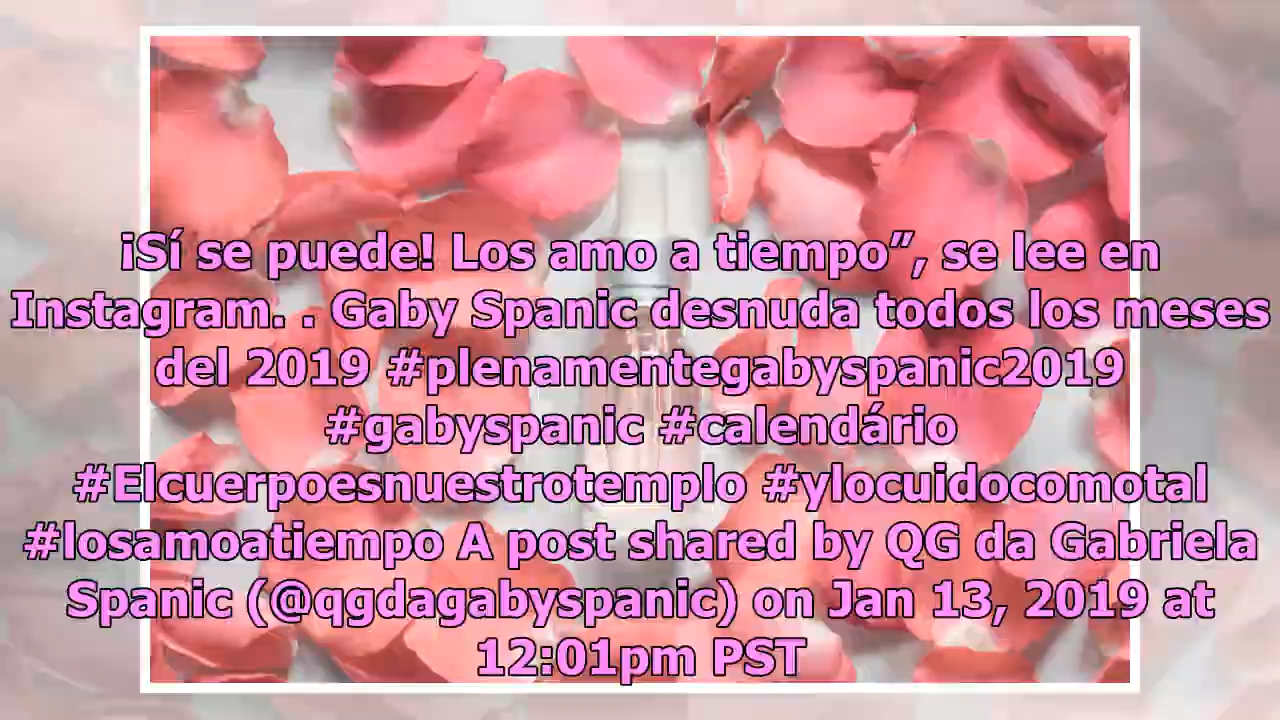 ¡Sí se puede! Los amo a tiempo”, se lee en
Instagram. . Gaby Spanic desnuda todos los meses
del 2019 #plenamentegabyspanic2019
#gabyspanic #calendário
#Elcuerpoesnuestrotemplo #ylocuidocomotal
#losamoatiempo A post shared by QG da Gabriela
Spanic (@qgdagabyspanic) on Jan 13, 2019 at
12:01pm PST